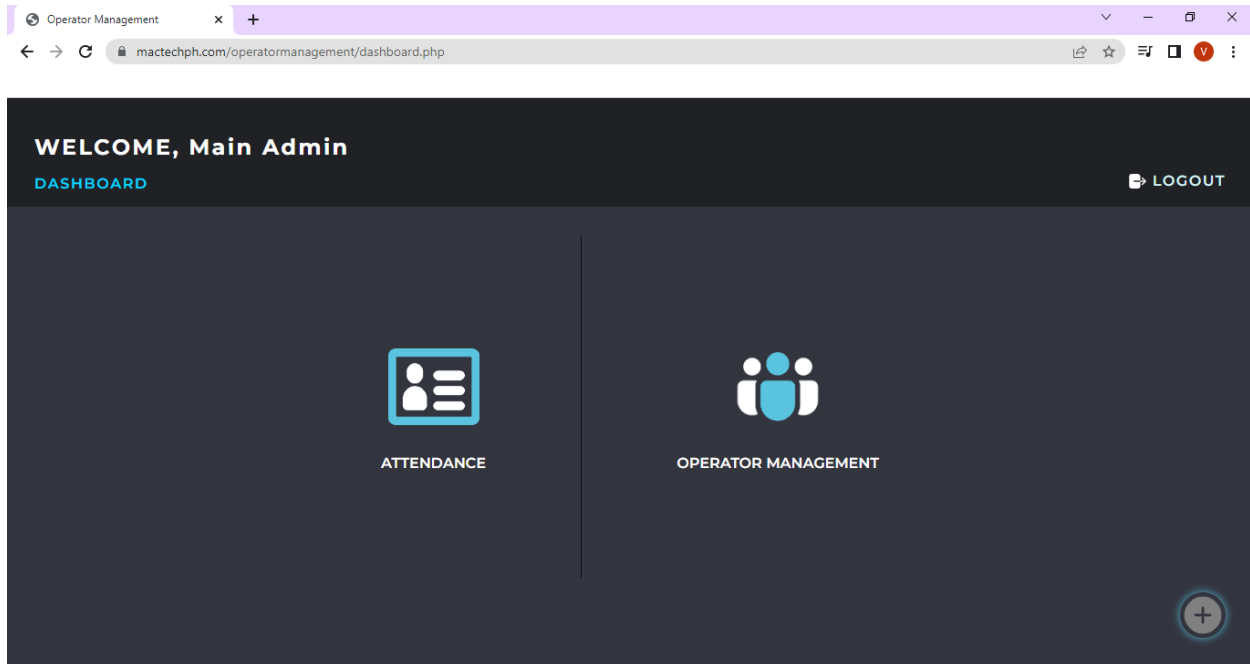 Operator Management
mactechph.com/operatormanagement/dashboard.php
V
WELCOME, Main Admin
DASHBOARD
LOGOUT
ATTENDANCE
OPERATOR MANAGEMENT